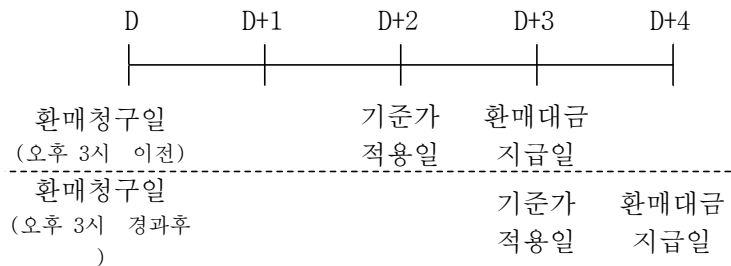 D D+1 D+2 D+3 D+4
환매청구일 기준가 환매대금
(오후 3시 이전) 적용일 지급일
환매청구일 기준가 환매대금
(오후 3시 경과후 적용일 지급일
)